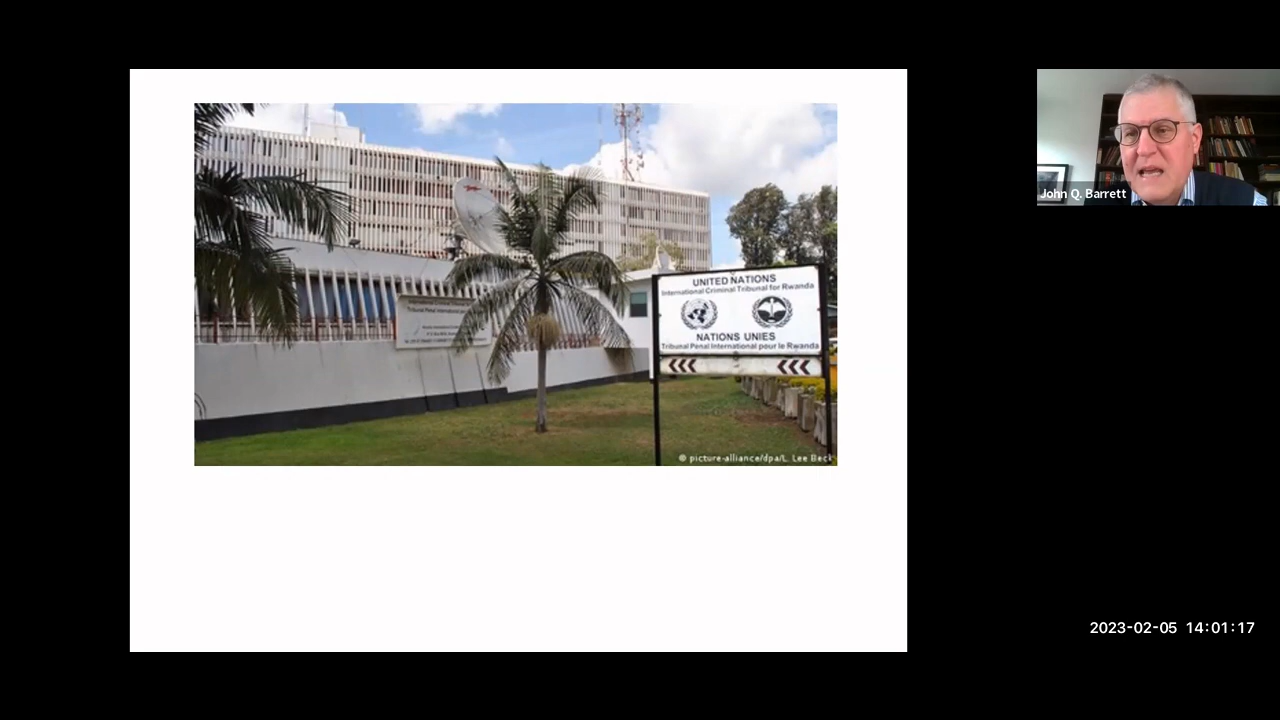 UNITED NATIONS
International Criminal Tribunal for Rwanda
NATIONS UNIES
Tribunal Penal International pour le Rwanda
© picture-alliance/dpa/L. Lee Beck
John Q. Barrett
2023-02-05 14:01:17